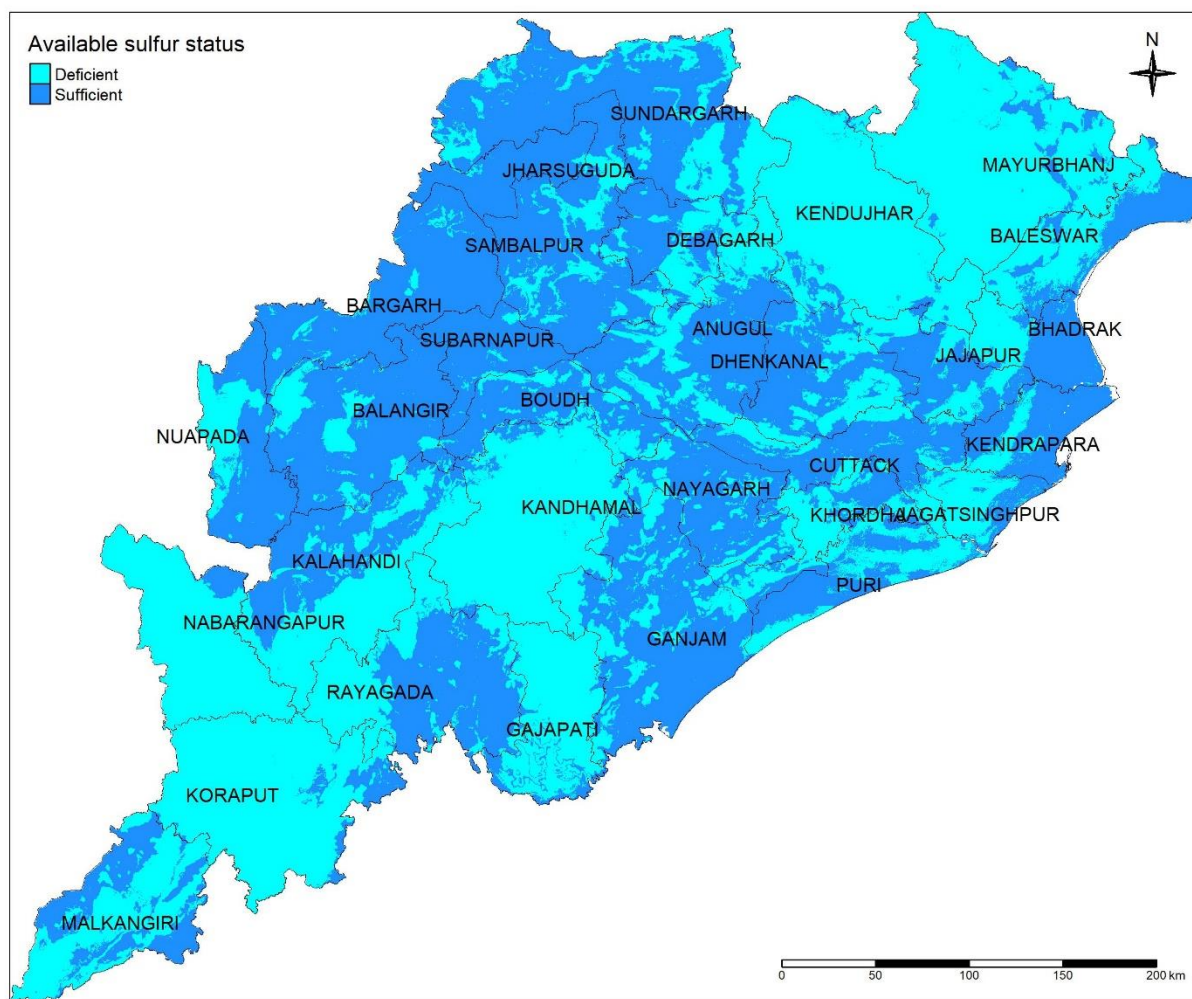 Available sulfur status
Deficient
Sufficient
N
SUNDARGARH
JHARSUGUDA
MAYURBHANJ
KENDUJHAR
BALESWAR
DEBAGARH
SAMBALPUR
BARGARH
ANUGUL
BHADRAK
SUBARNAPUR
DHENKANAL
JAJAPUR
BALANGIR
BOUDH
NUAPADA
KENDRAPARA
CUTTACK
NAYAGARH
KANDHAMAL
KHORDHA
JAGATSINGHPUR
KALAHANDI
PURI
NABARANGAPUR
GANJAM
RAYAGADA
GAJAPATI
KORAPUT
MALKANGIRI
0 50 100 150 200 km